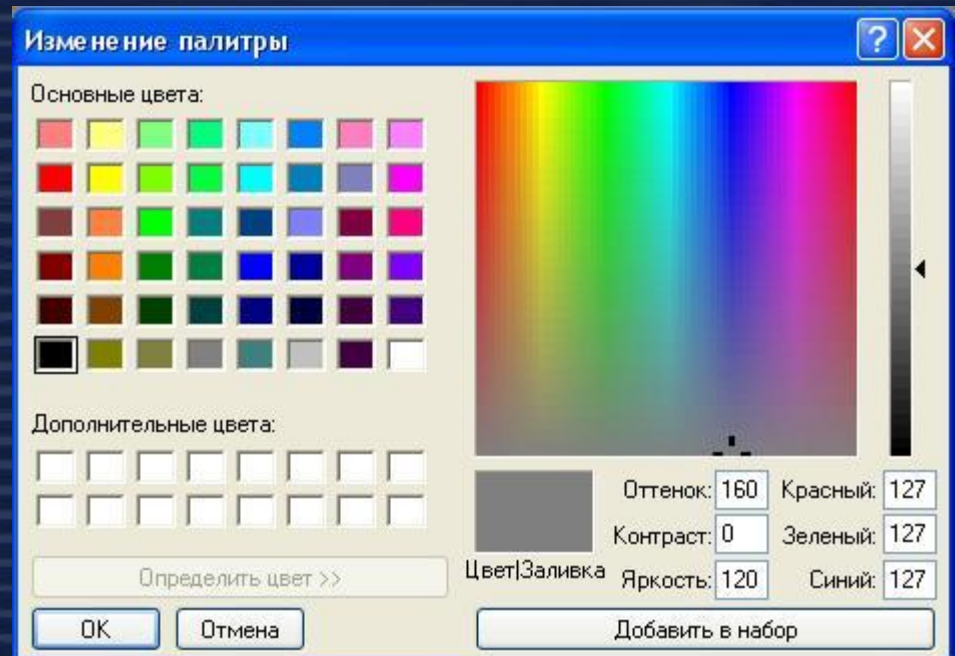 Изменение палитры
Основные цвета:
Дополнительные цвета:
Определить цвет >>
OK
Отмена
Цвет|Заливка
Оттенок: 160
Контраст: 0
Яркость: 120
Красный: 127
Зеленый: 127
Синий: 127
Добавить в набор